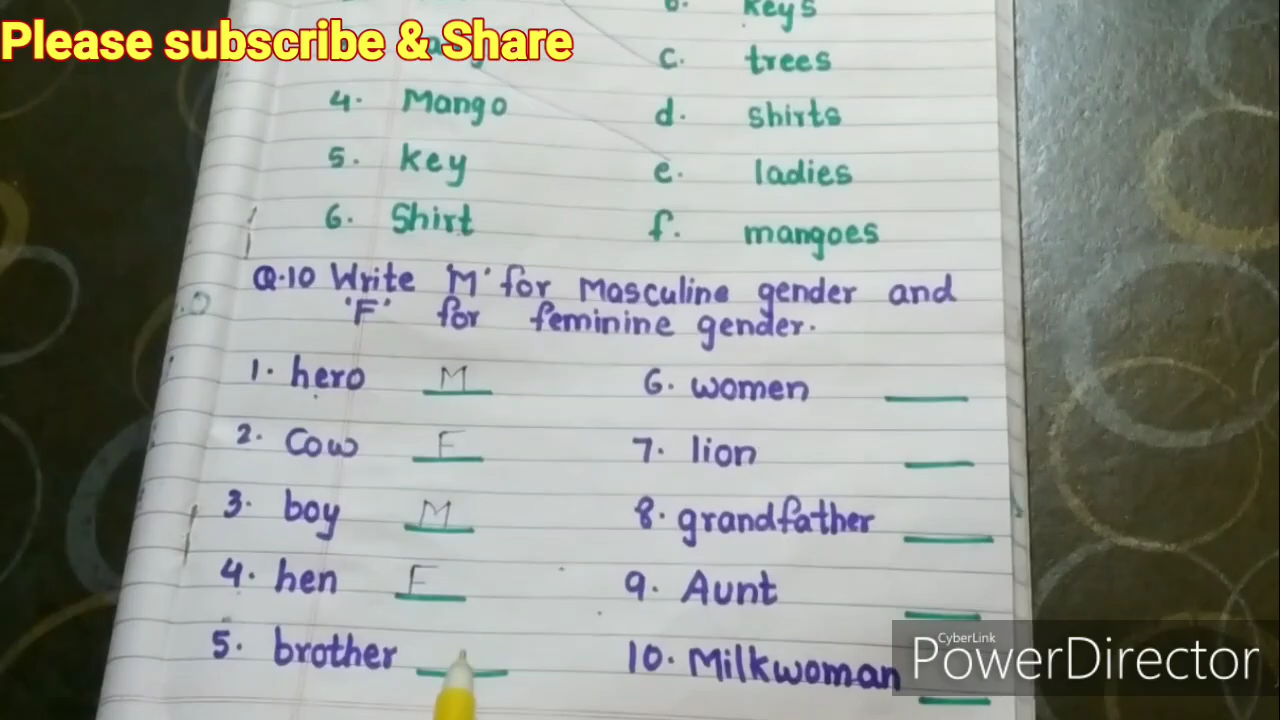 Please subscribe & Share
keys
c. trees
4. Mango d. shirts
5. key e. ladies
6. Shirt f. mangoes
Q.10 Write 'M' for Masculine gender and
'F' for feminine gender.
1. hero M 6. women
2. Cow F 7. lion
3. boy M 8. grandfather
4. hen F 9. Aunt
5. brother 10. Milkwoman
CyberLink
PowerDirector